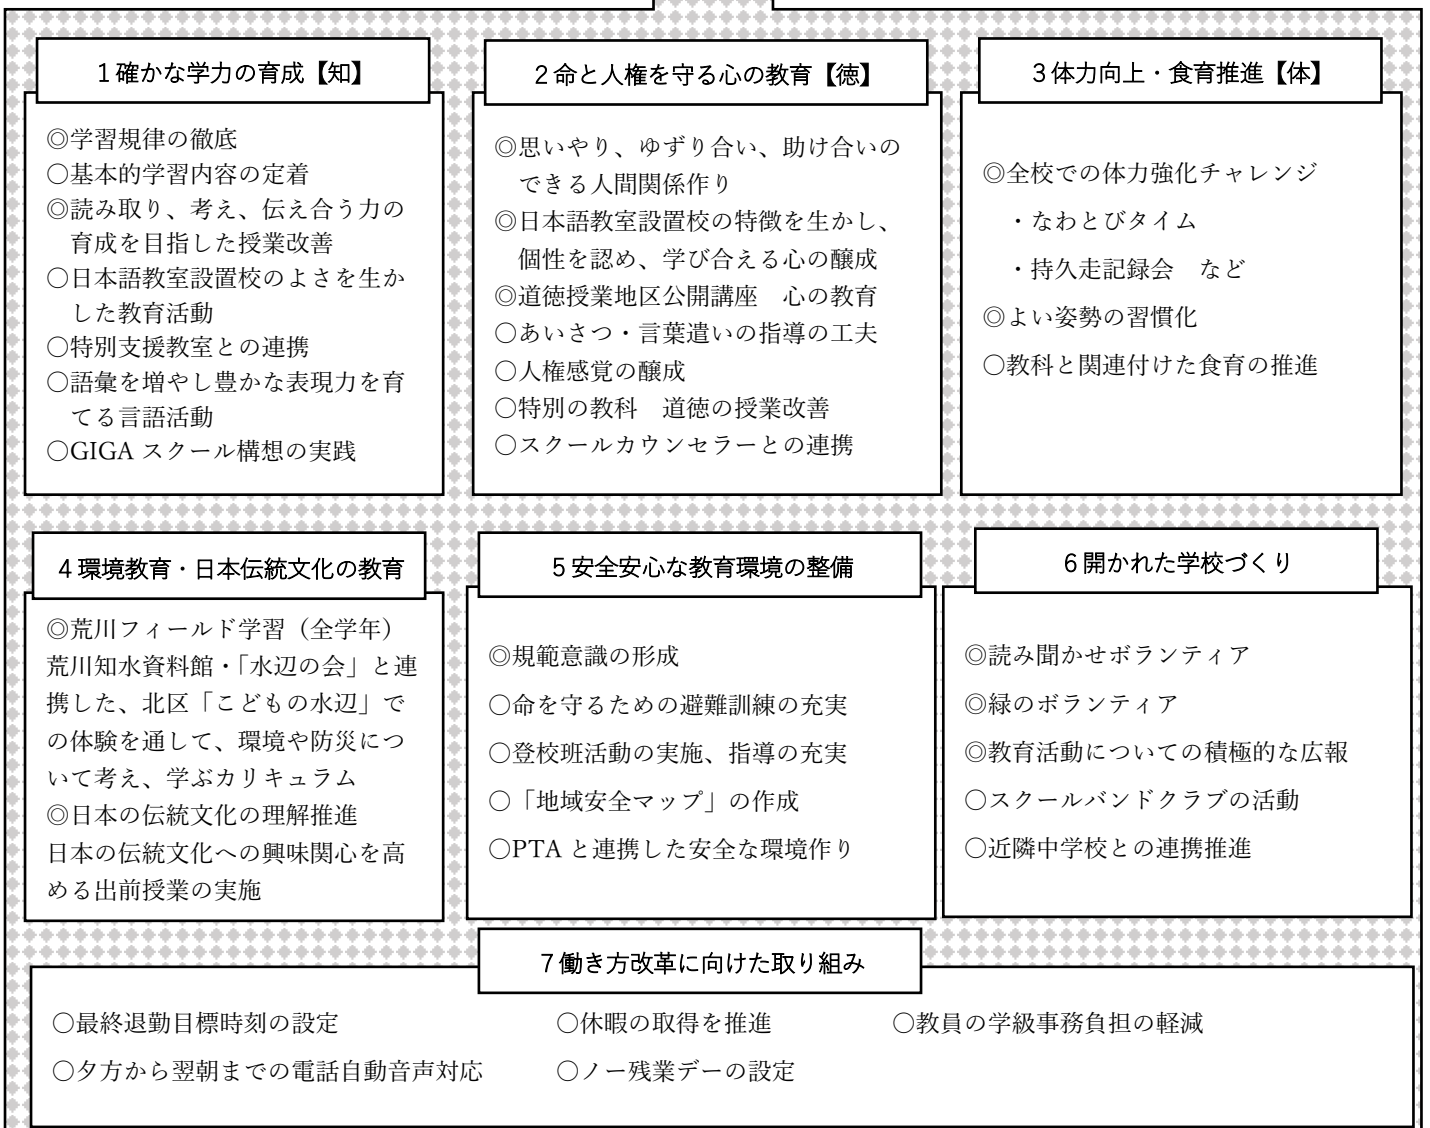 1確かな学力の育成【知】
◎学習規律の徹底
〇基本的学習内容の定着
◎読み取り、考え、伝え合う力の
育成を目指した授業改善
〇日本語教室設置校のよさを生か
した教育活動
〇特別支援教室との連携
〇語彙を増やし豊かな表現力を育
てる言語活動
〇GIGA スクール構想の実践
2命と人権を守る心の教育【徳】
◎思いやり、ゆずり合い、助け合いの
できる人間関係作り
◎日本語教室設置校の特徴を生かし、
個性を認め、学び合える心の醸成
◎道徳授業地区公開講座　心の教育
〇あいさつ・言葉遣いの指導の工夫
〇人権感覚の醸成
〇特別の教科　道徳の授業改善
〇スクールカウンセラーとの連携
3体力向上・食育推進【体】
◎全校での体力強化チャレンジ
・なわとびタイム
・持久走記録会　など
◎よい姿勢の習慣化
〇教科と関連付けた食育の推進
4環境教育・日本伝統文化の教育
◎荒川フィールド学習（全学年）
荒川知水資料館・「水辺の会」と連
携した、北区「こどもの水辺」で
の体験を通して、環境や防災につ
いて考え、学ぶカリキュラム
◎日本の伝統文化の理解推進
日本の伝統文化への興味関心を高
める出前授業の実施
5安全安心な教育環境の整備
◎規範意識の形成
〇命を守るための避難訓練の充実
〇登校班活動の実施、指導の充実
〇「地域安全マップ」の作成
〇PTA と連携した安全な環境作り
6開かれた学校づくり
◎読み聞かせボランティア
◎緑のボランティア
◎教育活動についての積極的な広報
〇スクールバンドクラブの活動
〇近隣中学校との連携推進
7働き方改革に向けた取り組み
〇最終退勤目標時刻の設定　〇休暇の取得を推進　〇教員の学級事務負担の軽減
〇夕方から翌朝までの電話自動音声対応　〇ノー残業デーの設定